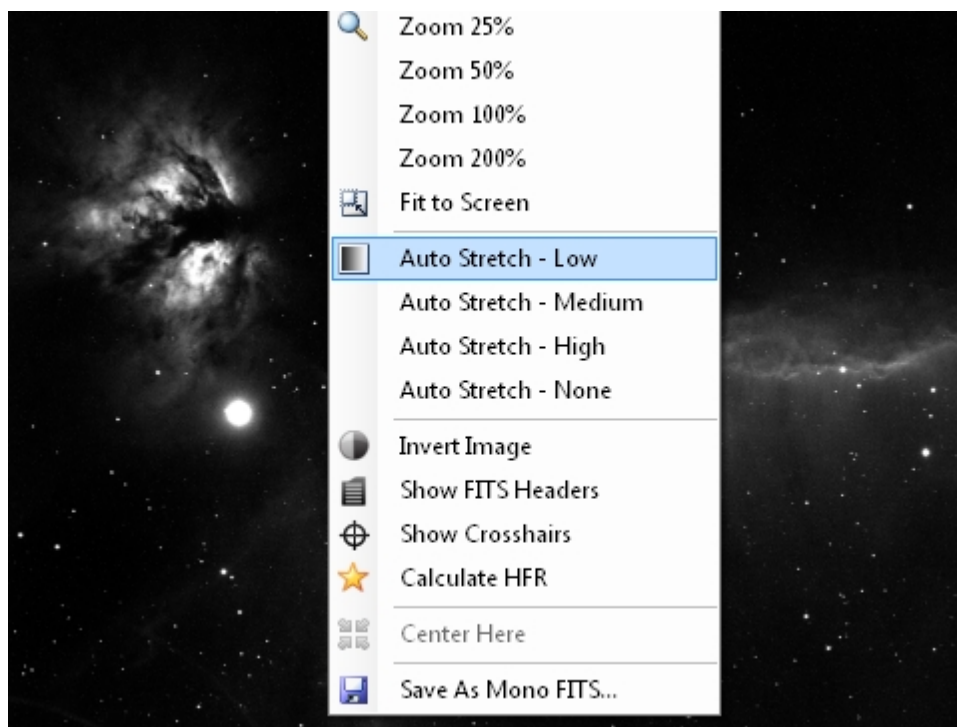 Zoom 25%
Zoom 50%
Zoom 100%
Zoom 200%
Fit to Screen
Auto Stretch - Low
Auto Stretch - Medium
Auto Stretch - High
Auto Stretch - None
Invert Image
Show FITS Headers
Show Crosshairs
Calculate HFR
Center Here
Save As Mono FITS...